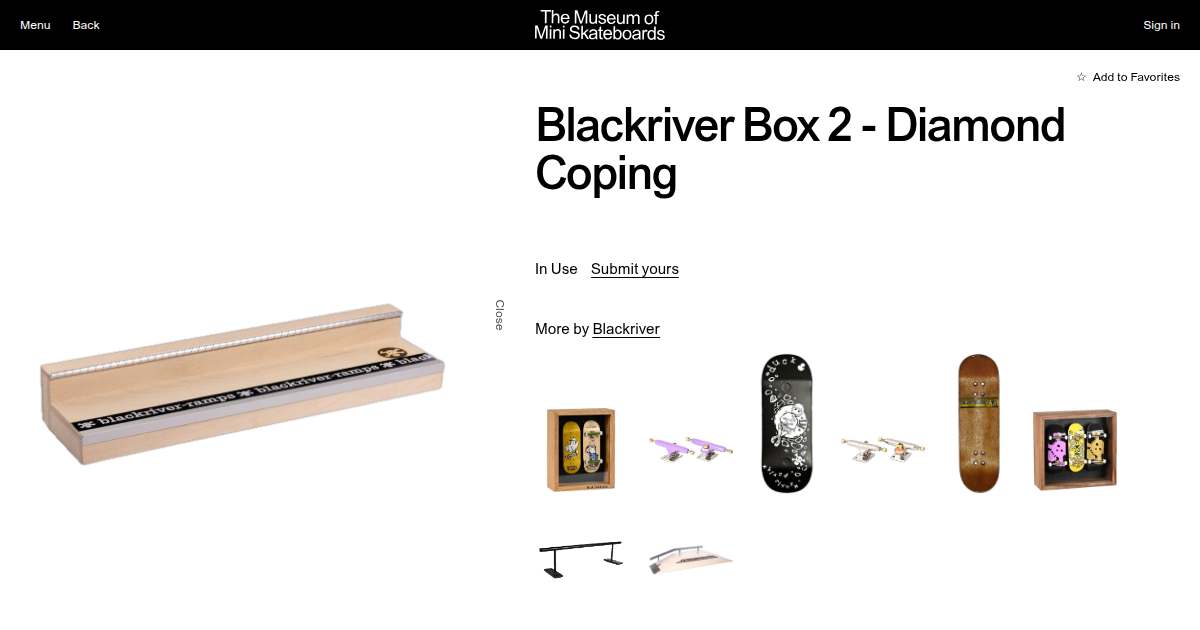 Menu
Back
The Museum of
Mini Skateboards
Sign in
☆ Add to Favorites
Blackriver Box 2 - Diamond
Coping
In Use Submit yours
Close
More by Blackriver
blackriver-ramps blackriver-ramps black